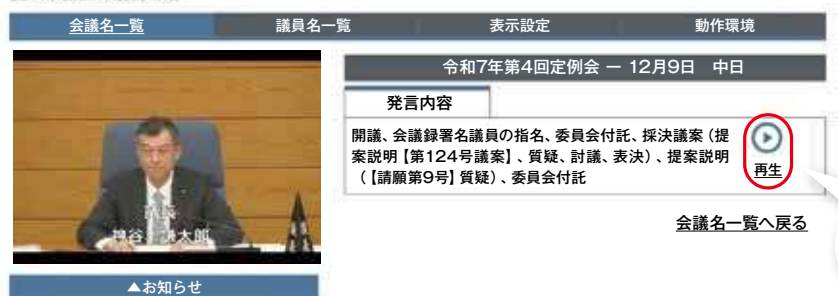 会議名一覧
議員名一覧
表示設定
動作環境
令和7年第4回定例会 ー 12月9日 中日
発言内容
開議、会議録署名議員の指名、委員会付託、採決議案（提
案説明【第124号議案】、質疑、討議、表決）、提案説明
（【請願第9号】質疑）、委員会付託
再生
会議名一覧へ戻る
議長
▲お知らせ